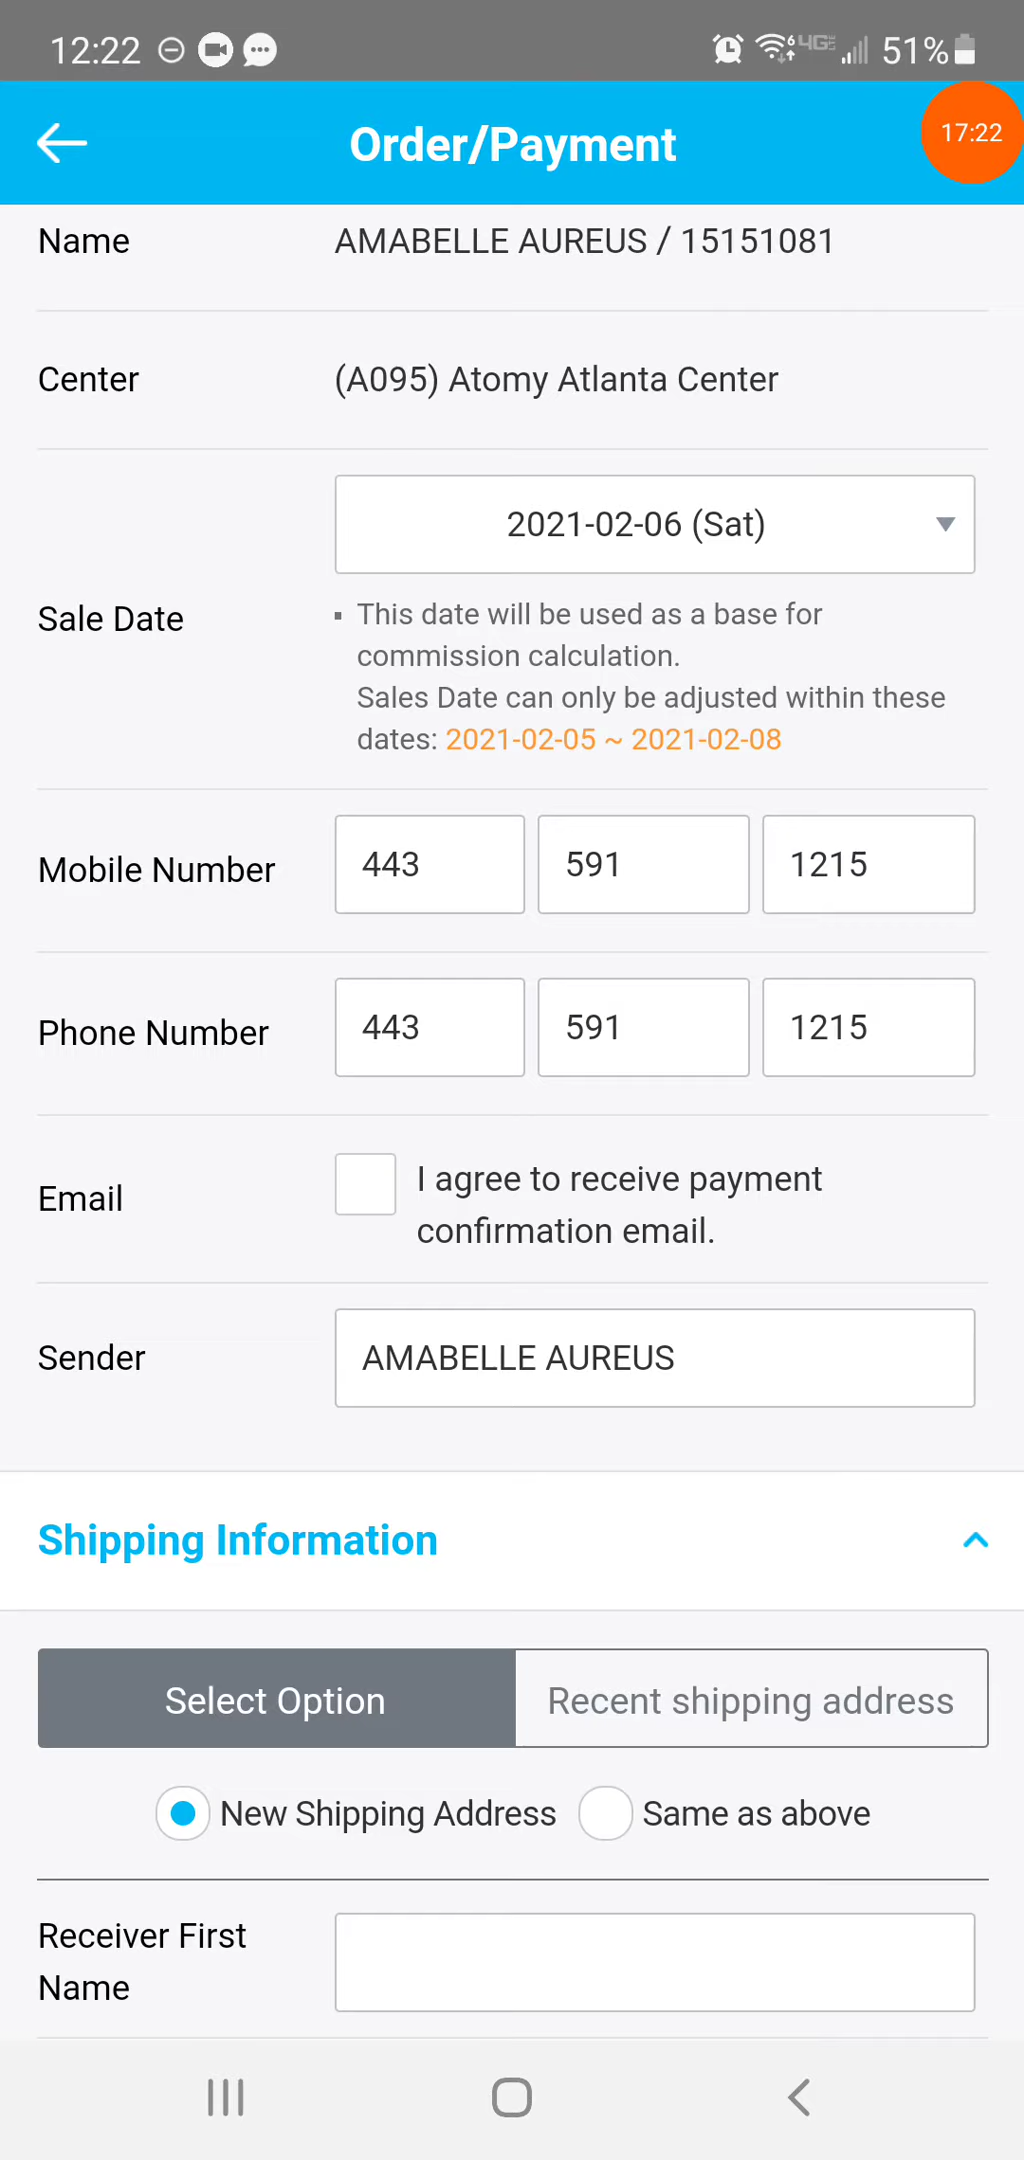 12:22
51%
Order/Payment
17:22
Name
AMABELLE AUREUS / 15151081
Center
(A095) Atomy Atlanta Center
2021-02-06 (Sat)
Sale Date
▪ This date will be used as a base for
commission calculation.
Sales Date can only be adjusted within these
dates: 2021-02-05 ~ 2021-02-08
Mobile Number
443 591 1215
Phone Number
443 591 1215
Email
I agree to receive payment
confirmation email.
Sender
AMABELLE AUREUS
Shipping Information
Select Option
Recent shipping address
New Shipping Address
Same as above
Receiver First
Name